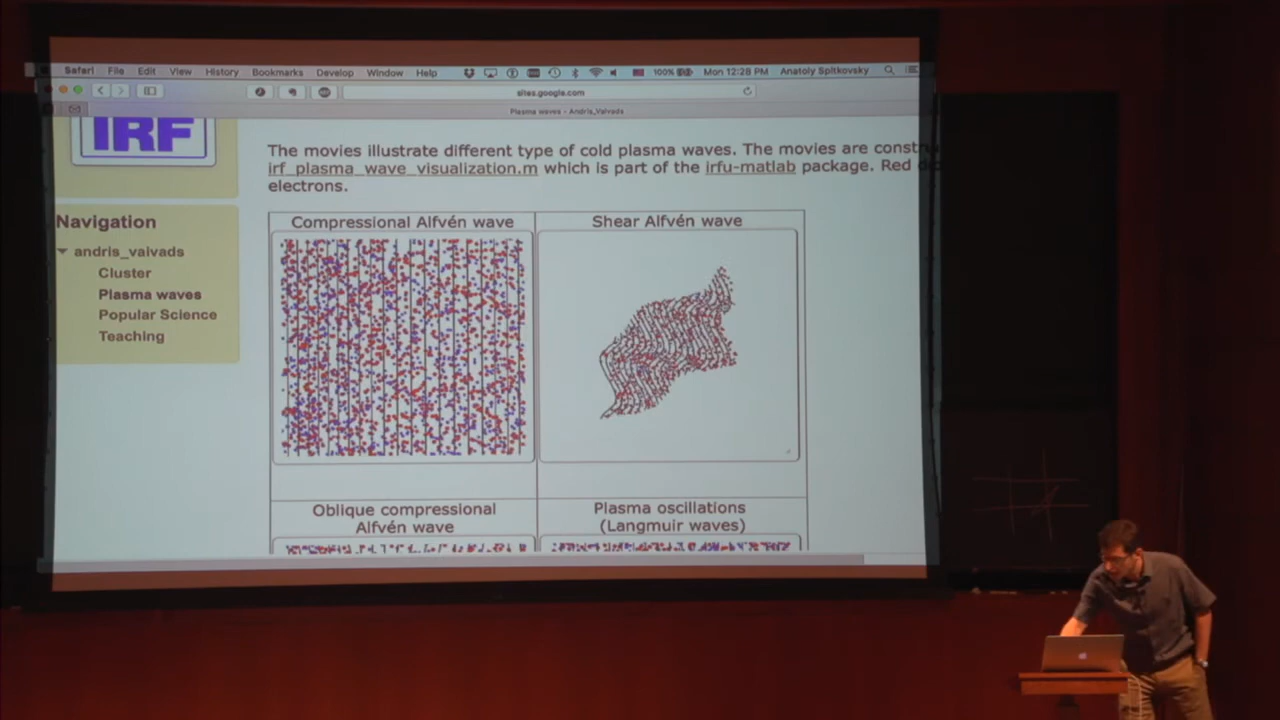 Safari File Edit View History Bookmarks Develop Window Help 100% Mon 12:28 PM Anatoly Spitkovsky
sites.google.com
Plasma waves - Andris_Vaivads
IRF
The movies illustrate different type of cold plasma waves. The movies are constru
irf_plasma_wave_visualization.m which is part of the irfu-matlab package. Red
electrons.
Navigation
andris_vaivads
Cluster
Plasma waves
Popular Science
Teaching
Compressional Alfvén wave
Shear Alfvén wave
Oblique compressional
Alfvén wave
Plasma oscillations
(Langmuir waves)